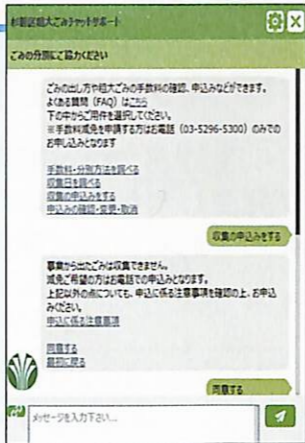 杉並区粗大ごみチャットサポート
ごみの分別にご協力ください
ごみの出し方や粗大ごみの手数料の確認、申込みなどができます。
よくある質問（FAQ）はこちら
下の中からご用件を選択してください。
※手数料減免を申請する方はお電話（03-5296-5300）のみでの
お申し込みとなります
手数料・分別方法を調べる
収集日を調べる
収集の申込みをする
申込みの確認・変更・取消
収集の申込みをする
事業から出たごみは収集できません。
減免ご希望の方はお電話での申込みとなります。
上記以外の点についても、申込に係る注意事項を確認の上、お申込
みください。
申込に係る注意事項
同意する
最初に戻る
同意する
メッセージを入力下さい...